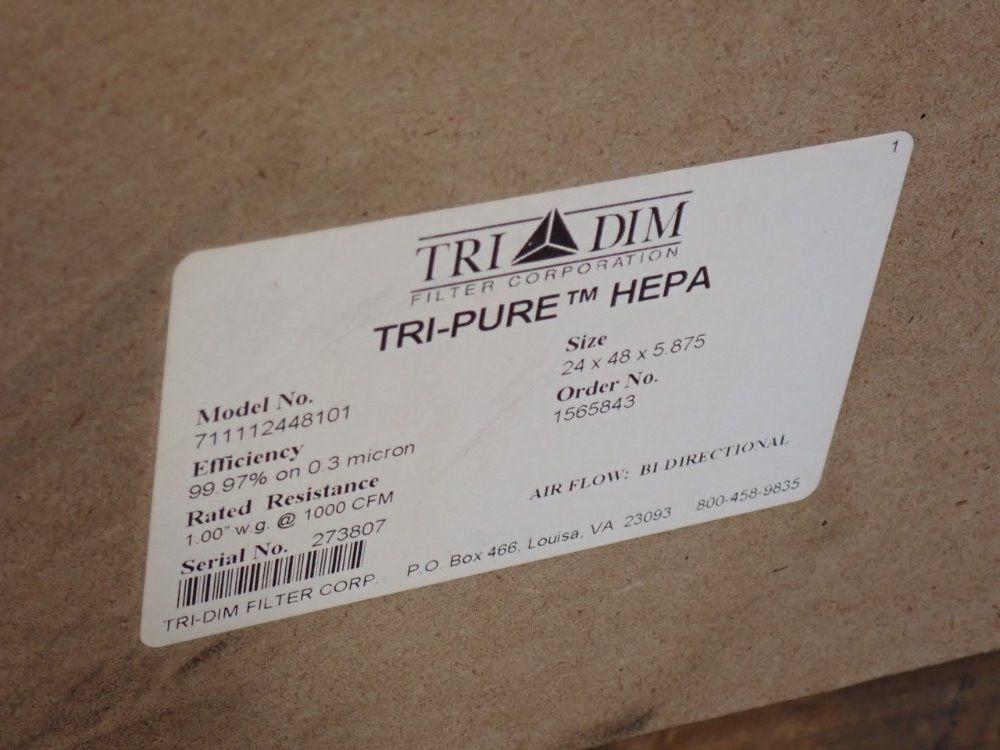 1
TRI DIM
FILTER CORPORATION
TRI-PURE™ HEPA
Model No.
711112448101
Efficiency
99.97% on 0.3 micron
Rated Resistance
1.00" w.g. @ 1000 CFM
Serial No. 273807
Size
24 x 48 x 5.875
Order No.
1565843
AIR FLOW: BI-DIRECTIONAL
TRI-DIM FILTER CORP. P.O. Box 466, Louisa, VA 23093 800-458-9835